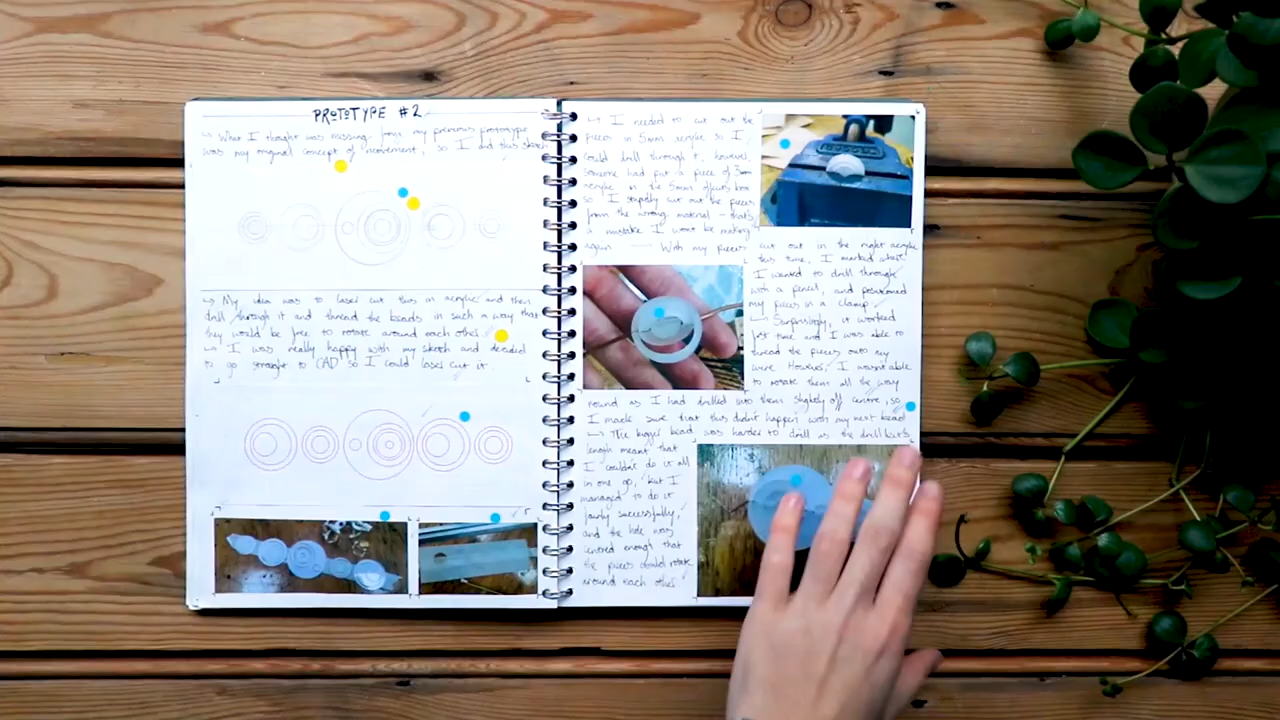 PROTOTYPE #2
↳ What I thought was missing from my previous prototype
was my original concept of movement, so I did this sketch
↳ My idea was to laser cut this in acrylic and then
drill through it and thread the beads in such a way that
they would be free to rotate around each other.
↳ I was really happy with my sketch and decided
to go straight to CAD so I could laser cut it.
↳ I needed to cut out the
pieces in 5mm acrylic so I
could drill through it, however,
someone had put a piece of 3mm
acrylic in the 5mm offcuts box
so I stupidly cut out the pieces
from the wrong material - that's
a mistake I wont be making
again — With my pieces cut out in the right acrylic
this time, I marked where
I wanted to drill through
with a pencil, and positioned
my pieces in a clamp.
↳ Surprisingly, it worked
first time and I was able to
thread the pieces onto my
wire. However, I wasn't able
to rotate them all the way
round as I had drilled into them slightly off centre, so
I made sure that this didn't happen with my next bead
↳ The bigger bead was harder to drill as the drill bit's
length meant that
I couldn't do it all
in one go, but I
managed to do it
fairly successfully,
and the hole was
centred enough that
the pieces could rotate
around each other.